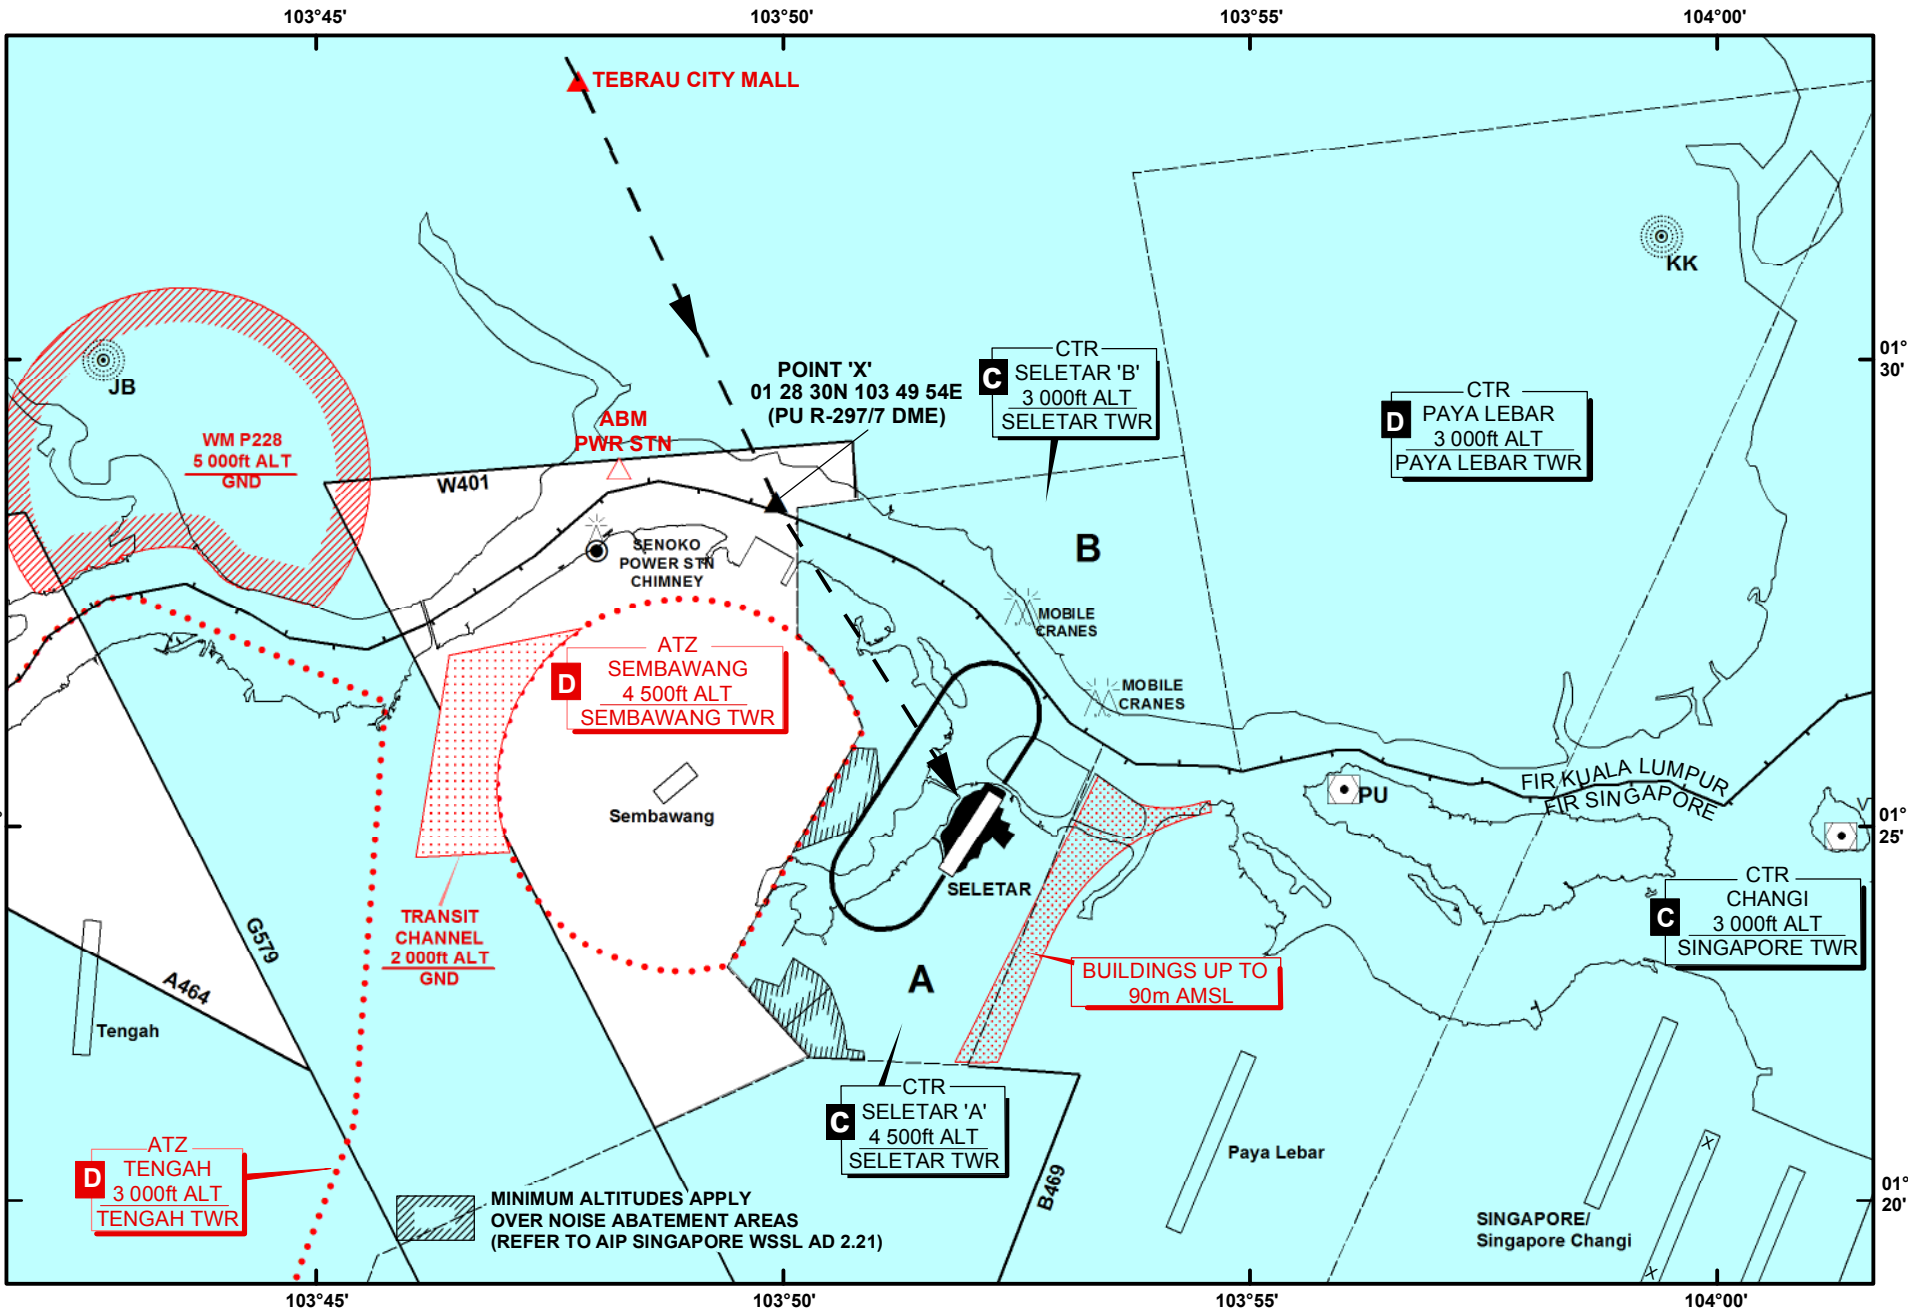 103°45'
103°50'
103°55'
104°00'
TEBRAU CITY MALL
KK
JB
WM P228
5 000ft ALT
GND
ABM
PWR STN
W401
POINT 'X'
01 28 30N 103 49 54E
(PU R-297/7 DME)
C
CTR
SELETAR 'B'
3 000ft ALT
SELETAR TWR
D
CTR
PAYA LEBAR
3 000ft ALT
PAYA LEBAR TWR
01°
30'
SENOKO
POWER STN
CHIMNEY
B
MOBILE
CRANES
MOBILE
CRANES
D
ATZ
SEMBAWANG
4 500ft ALT
SEMBAWANG TWR
Sembawang
FIR KUALA LUMPUR
FIR SINGAPORE
PU
V
01°
25'
SELETAR
C
CTR
CHANGI
3 000ft ALT
SINGAPORE TWR
TRANSIT
CHANNEL
2 000ft ALT
GND
G579
A464
Tengah
A
BUILDINGS UP TO
90m AMSL
C
CTR
SELETAR 'A'
4 500ft ALT
SELETAR TWR
B469
Paya Lebar
X
X
SINGAPORE/
Singapore Changi
01°
20'
D
ATZ
TENGAH
3 000ft ALT
TENGAH TWR
MINIMUM ALTITUDES APPLY
OVER NOISE ABATEMENT AREAS
(REFER TO AIP SINGAPORE WSSL AD 2.21)
103°45'
103°50'
103°55'
104°00'